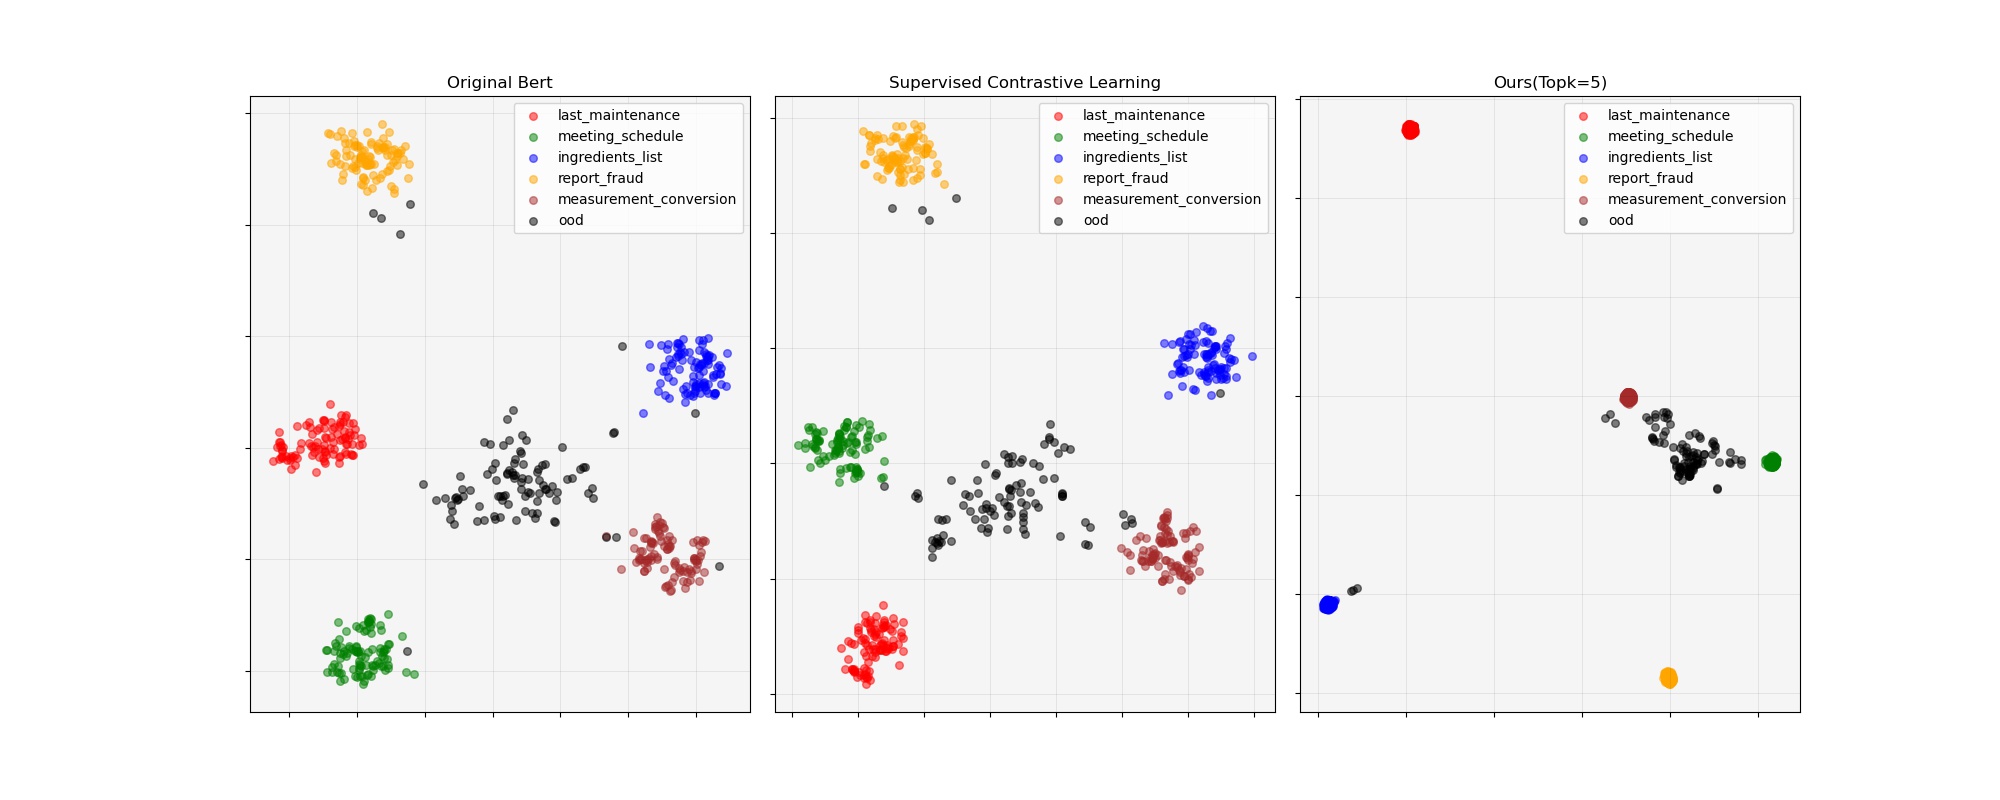 Original Bert
last_maintenance
meeting_schedule
ingredients_list
report_fraud
measurement_conversion
ood
Supervised Contrastive Learning
last_maintenance
meeting_schedule
ingredients_list
report_fraud
measurement_conversion
ood
Ours(Topk=5)
last_maintenance
meeting_schedule
ingredients_list
report_fraud
measurement_conversion
ood